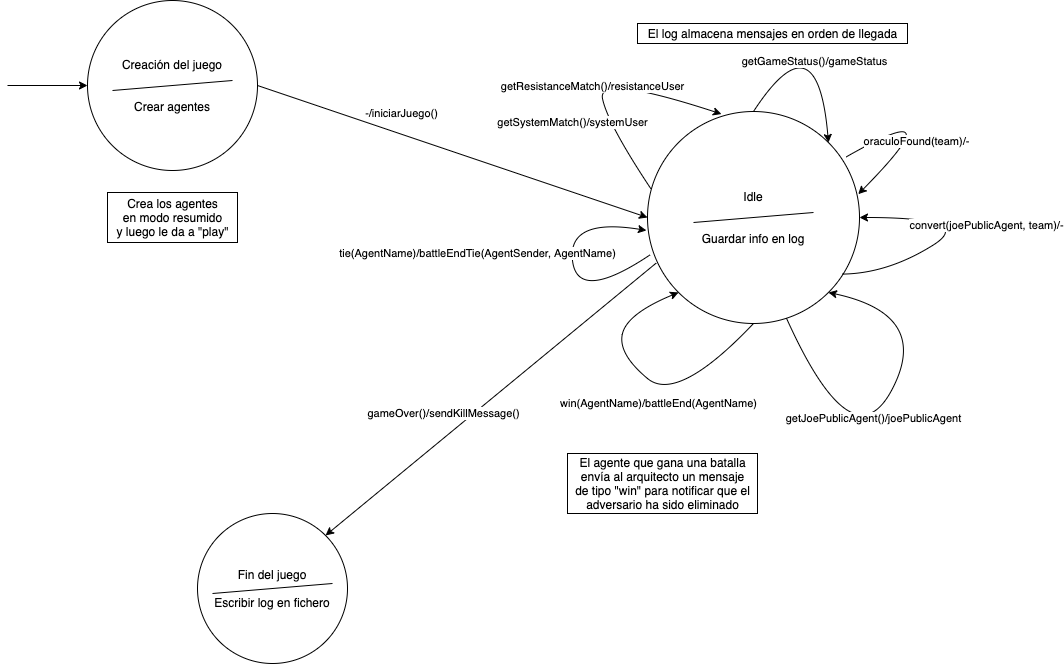 El log almacena mensajes en orden de llegada
Creación del juego
Crear agentes
getGameStatus()/gameStatus
getResistanceMatch()/resistanceUser
-/iniciarJuego()
getSystemMatch()/systemUser
oraculoFound(team)/-
Crea los agentes
en modo resumido
y luego le da a "play"
Idle
Guardar info en log
convert(joePublicAgent, team)/-
tie(AgentName)/battleEndTie(AgentSender, AgentName)
win(AgentName)/battleEnd(AgentName)
gameOver()/sendKillMessage()
getJoePublicAgent()/joePublicAgent
El agente que gana una batalla
envía al arquitecto un mensaje
de tipo "win" para notificar que el
adversario ha sido eliminado
Fin del juego
Escribir log en fichero